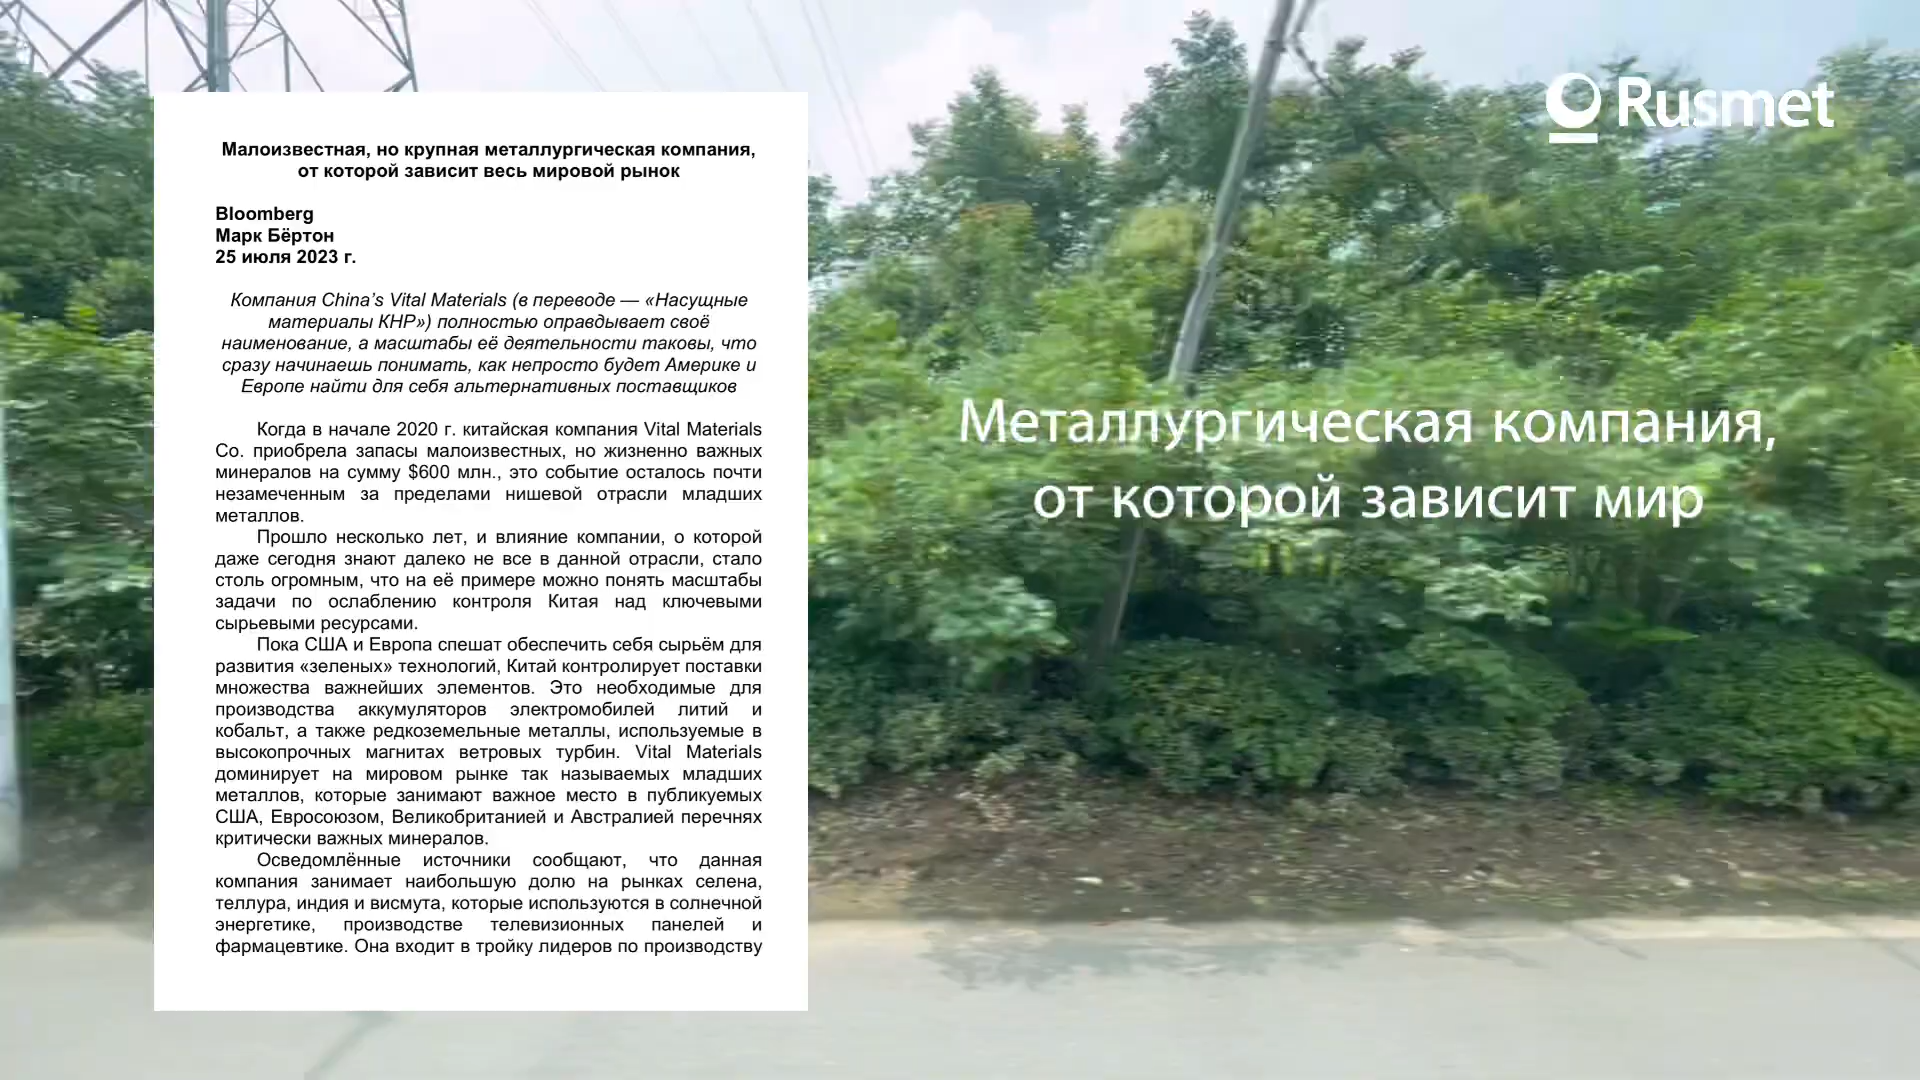 Малоизвестная, но крупная металлургическая компания,
от которой зависит весь мировой рынок
Bloomberg
Марк Бёртон
25 июля 2023 г.
Компания China’s Vital Materials (в переводе — «Насущные
материалы КНР») полностью оправдывает своё
наименование, а масштабы её деятельности таковы, что
сразу начинаешь понимать, как непросто будет Америке и
Европе найти для себя альтернативных поставщиков
Когда в начале 2020 г. китайская компания Vital Materials
Co. приобрела запасы малоизвестных, но жизненно важных
минералов на сумму $600 млн., это событие осталось почти
незамеченным за пределами нишевой отрасли младших
металлов.
Прошло несколько лет, и влияние компании, о которой
даже сегодня знают далеко не все в данной отрасли, стало
столь огромным, что на её примере можно понять масштабы
задачи по ослаблению контроля Китая над ключевыми
сырьевыми ресурсами.
Пока США и Европа спешат обеспечить себя сырьём для
развития «зеленых» технологий, Китай контролирует поставки
множества важнейших элементов. Это необходимые для
производства аккумуляторов электромобилей литий и
кобальт, а также редкоземельные металлы, используемые в
высокопрочных магнитах ветровых турбин. Vital Materials
доминирует на мировом рынке так называемых младших
металлов, которые занимают важное место в публикуемых
США, Евросоюзом, Великобританией и Австралией перечнях
критически важных минералов.
Осведомлённые источники сообщают, что данная
компания занимает наибольшую долю на рынках селена,
теллура, индия и висмута, которые используются в солнечной
энергетике, производстве телевизионных панелей и
фармацевтике. Она входит в тройку лидеров по производству
Rusmet
Металлургическая компания,
от которой зависит мир